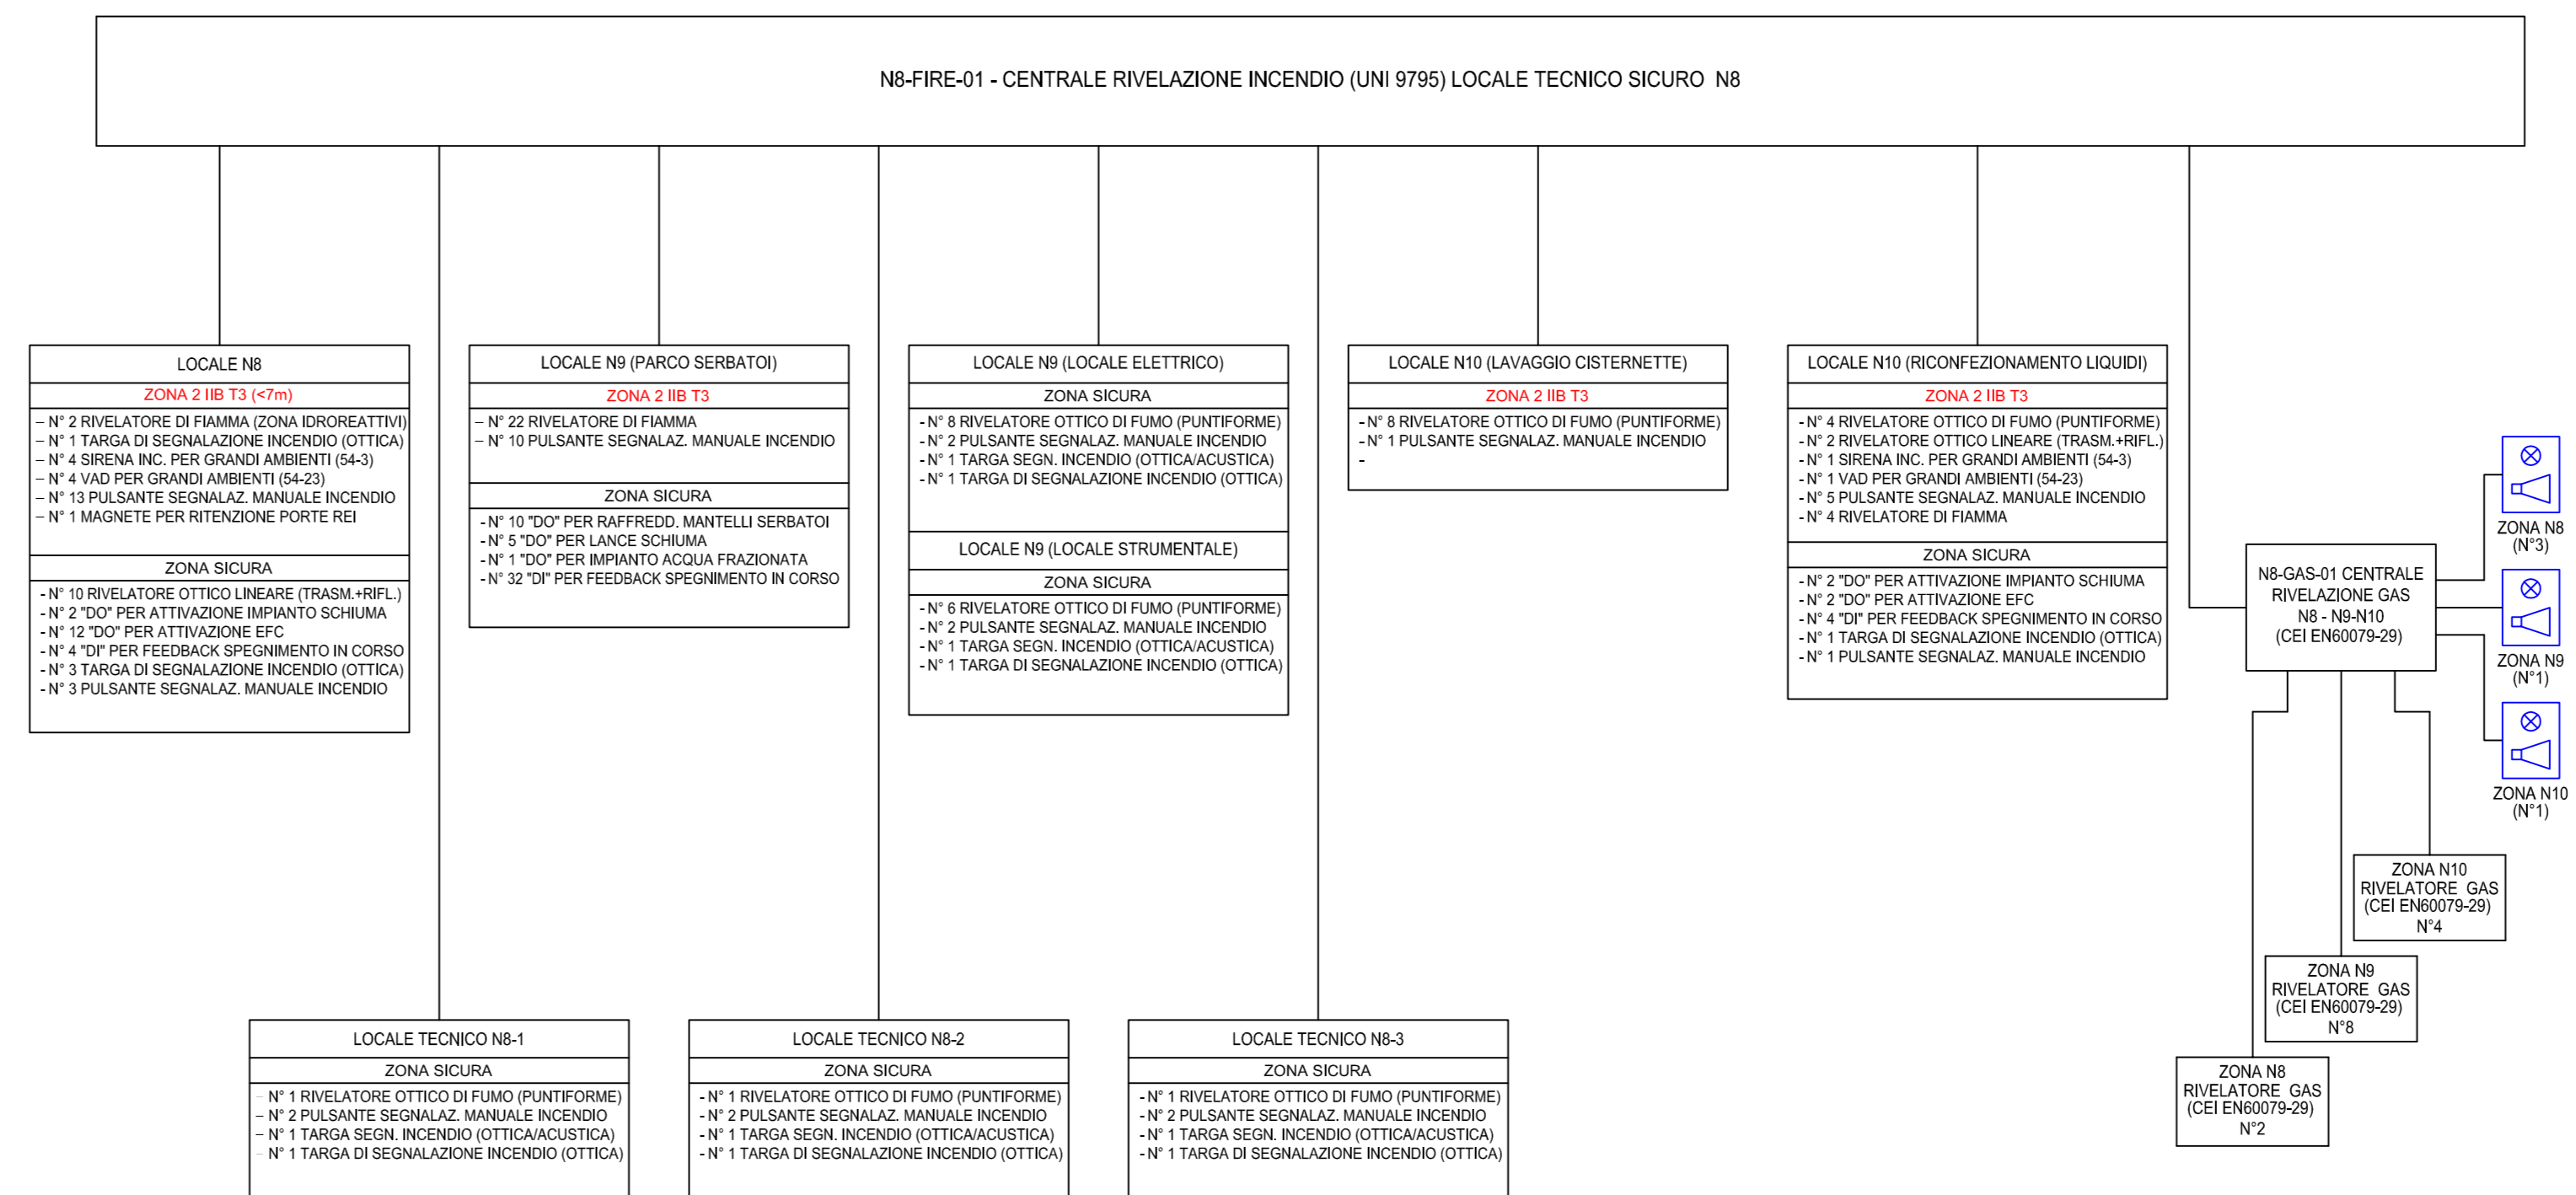 N8-FIRE-01 - CENTRALE RIVELAZIONE INCENDIO (UNI 9795) LOCALE TECNICO SICURO N8
LOCALE N8
ZONA 2 IIB T3 (<7m)
– N° 2 RIVELATORE DI FIAMMA (ZONA IDROREATTIVI)
– N° 1 TARGA DI SEGNALAZIONE INCENDIO (OTTICA)
– N° 4 SIRENA INC. PER GRANDI AMBIENTI (54-3)
– N° 4 VAD PER GRANDI AMBIENTI (54-23)
– N° 13 PULSANTE SEGNALAZ. MANUALE INCENDIO
– N° 1 MAGNETE PER RITENZIONE PORTE REI
ZONA SICURA
- N° 10 RIVELATORE OTTICO LINEARE (TRASM.+RIFL.)
- N° 2 "DO" PER ATTIVAZIONE IMPIANTO SCHIUMA
- N° 12 "DO" PER ATTIVAZIONE EFC
- N° 4 "DI" PER FEEDBACK SPEGNIMENTO IN CORSO
- N° 3 TARGA DI SEGNALAZIONE INCENDIO (OTTICA)
- N° 3 PULSANTE SEGNALAZ. MANUALE INCENDIO
LOCALE N9 (PARCO SERBATOI)
ZONA 2 IIB T3
– N° 22 RIVELATORE DI FIAMMA
– N° 10 PULSANTE SEGNALAZ. MANUALE INCENDIO
ZONA SICURA
- N° 10 "DO" PER RAFFREDD. MANTELLI SERBATOI
- N° 5 "DO" PER LANCE SCHIUMA
- N° 1 "DO" PER IMPIANTO ACQUA FRAZIONATA
- N° 32 "DI" PER FEEDBACK SPEGNIMENTO IN CORSO
LOCALE N9 (LOCALE ELETTRICO)
ZONA SICURA
- N° 8 RIVELATORE OTTICO DI FUMO (PUNTIFORME)
- N° 2 PULSANTE SEGNALAZ. MANUALE INCENDIO
- N° 1 TARGA SEGN. INCENDIO (OTTICA/ACUSTICA)
- N° 1 TARGA DI SEGNALAZIONE INCENDIO (OTTICA)
LOCALE N9 (LOCALE STRUMENTALE)
ZONA SICURA
- N° 6 RIVELATORE OTTICO DI FUMO (PUNTIFORME)
- N° 2 PULSANTE SEGNALAZ. MANUALE INCENDIO
- N° 1 TARGA SEGN. INCENDIO (OTTICA/ACUSTICA)
- N° 1 TARGA DI SEGNALAZIONE INCENDIO (OTTICA)
LOCALE N10 (LAVAGGIO CISTERNETTE)
ZONA 2 IIB T3
- N° 8 RIVELATORE OTTICO DI FUMO (PUNTIFORME)
- N° 1 PULSANTE SEGNALAZ. MANUALE INCENDIO
-
LOCALE N10 (RICONFEZIONAMENTO LIQUIDI)
ZONA 2 IIB T3
- N° 4 RIVELATORE OTTICO DI FUMO (PUNTIFORME)
- N° 2 RIVELATORE OTTICO LINEARE (TRASM.+RIFL.)
- N° 1 SIRENA INC. PER GRANDI AMBIENTI (54-3)
- N° 1 VAD PER GRANDI AMBIENTI (54-23)
- N° 5 PULSANTE SEGNALAZ. MANUALE INCENDIO
- N° 4 RIVELATORE DI FIAMMA
ZONA SICURA
- N° 2 "DO" PER ATTIVAZIONE IMPIANTO SCHIUMA
- N° 2 "DO" PER ATTIVAZIONE EFC
- N° 4 "DI" PER FEEDBACK SPEGNIMENTO IN CORSO
- N° 1 TARGA DI SEGNALAZIONE INCENDIO (OTTICA)
- N° 1 PULSANTE SEGNALAZ. MANUALE INCENDIO
N8-GAS-01 CENTRALE
RIVELAZIONE GAS
N8 - N9-N10
(CEI EN60079-29)
ZONA N8
(N°3)
ZONA N9
(N°1)
ZONA N10
(N°1)
ZONA N10
RIVELATORE GAS
(CEI EN60079-29)
N°4
ZONA N9
RIVELATORE GAS
(CEI EN60079-29)
N°8
ZONA N8
RIVELATORE GAS
(CEI EN60079-29)
N°2
LOCALE TECNICO N8-1
ZONA SICURA
– N° 1 RIVELATORE OTTICO DI FUMO (PUNTIFORME)
– N° 2 PULSANTE SEGNALAZ. MANUALE INCENDIO
– N° 1 TARGA SEGN. INCENDIO (OTTICA/ACUSTICA)
– N° 1 TARGA DI SEGNALAZIONE INCENDIO (OTTICA)
LOCALE TECNICO N8-2
ZONA SICURA
- N° 1 RIVELATORE OTTICO DI FUMO (PUNTIFORME)
- N° 2 PULSANTE SEGNALAZ. MANUALE INCENDIO
- N° 1 TARGA SEGN. INCENDIO (OTTICA/ACUSTICA)
- N° 1 TARGA DI SEGNALAZIONE INCENDIO (OTTICA)
LOCALE TECNICO N8-3
ZONA SICURA
- N° 1 RIVELATORE OTTICO DI FUMO (PUNTIFORME)
- N° 2 PULSANTE SEGNALAZ. MANUALE INCENDIO
- N° 1 TARGA SEGN. INCENDIO (OTTICA/ACUSTICA)
- N° 1 TARGA DI SEGNALAZIONE INCENDIO (OTTICA)